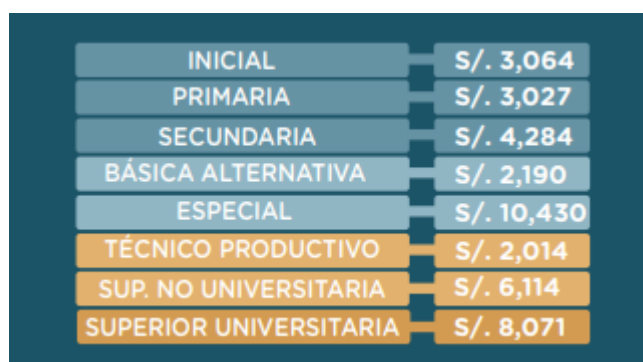 INICIAL S/. 3,064
PRIMARIA S/. 3,027
SECUNDARIA S/. 4,284
BÁSICA ALTERNATIVA S/. 2,190
ESPECIAL S/. 10,430
TÉCNICO PRODUCTIVO S/. 2,014
SUP. NO UNIVERSITARIA S/. 6,114
SUPERIOR UNIVERSITARIA S/. 8,071